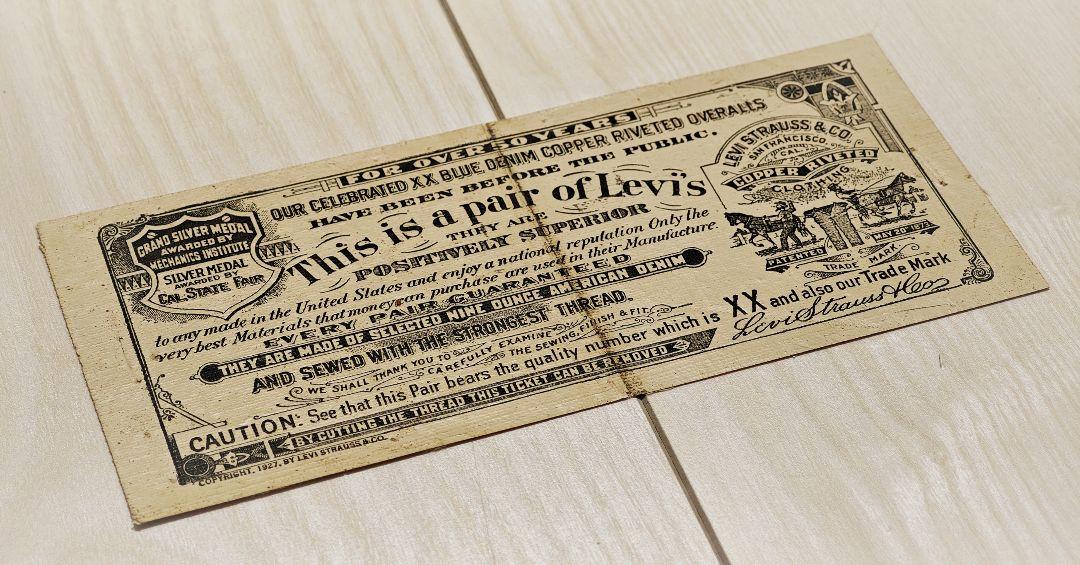 FOR OVER 50 YEARS
OUR CELEBRATED XX BLUE DENIM COPPER RIVETED OVERALLS
HAVE BEEN BEFORE THE PUBLIC.
This is a pair of Levi's
THEY ARE
POSITIVELY SUPERIOR
to any made in the United States and enjoy a national reputation Only the
very best Materials that money can purchase are used in their Manufacture.
EVERY PAIR GUARANTEED
THEY ARE MADE OF SELECTED NINE OUNCE AMERICAN DENIM
AND SEWED WITH THE STRONGEST THREAD.
WE SHALL THANK YOU TO CAREFULLY EXAMINE THE SEWING, FINISH & FIT.
CAUTION: See that this Pair bears the quality number which is XX and also our Trade Mark
BY CUTTING THE THREAD THIS TICKET CAN BE REMOVED
Levi Strauss & Co
COPYRIGHT, 1927, BY LEVI STRAUSS & CO.
GRAND SILVER MEDAL
AWARDED BY
MECHANICS INSTITUTE
SILVER MEDAL
AWARDED BY
CAL. STATE FAIR
LEVI STRAUSS & CO.
SAN FRANCISCO,
CAL.
COPPER RIVETED
CLOTHING
PATENTED
MAY 20 1873
TRADE MARK